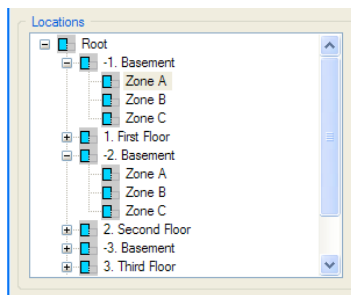 Locations
Root
-1. Basement
Zone A
Zone B
Zone C
1. First Floor
-2. Basement
Zone A
Zone B
Zone C
2. Second Floor
-3. Basement
3. Third Floor